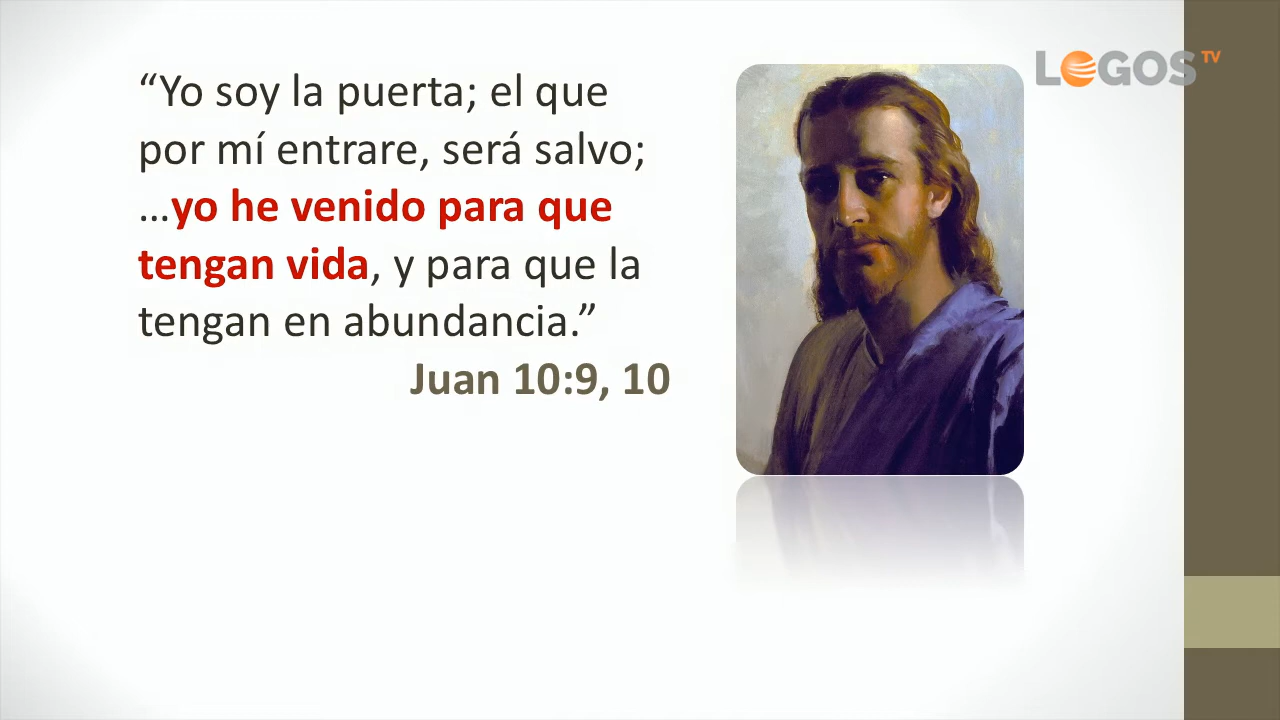 “Yo soy la puerta; el que
por mí entrare, será salvo;
…yo he venido para que
tengan vida, y para que la
tengan en abundancia.”
Juan 10:9, 10
LOGOS TV